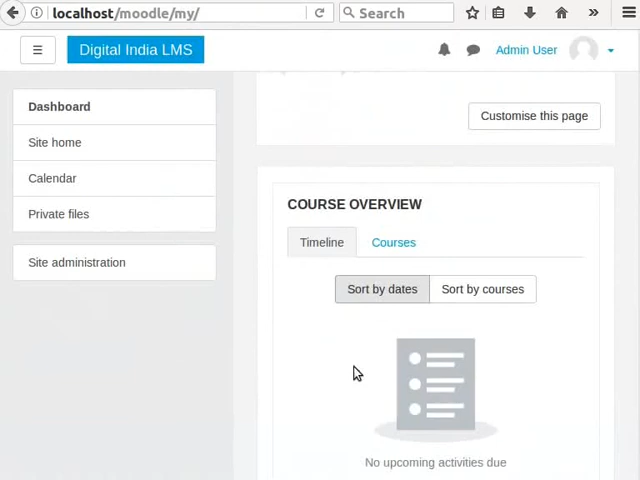 localhost/moodle/my/
Search
Digital India LMS
Admin User
Dashboard
Site home
Calendar
Private files
Site administration
Customise this page
COURSE OVERVIEW
Timeline
Courses
Sort by dates
Sort by courses
No upcoming activities due